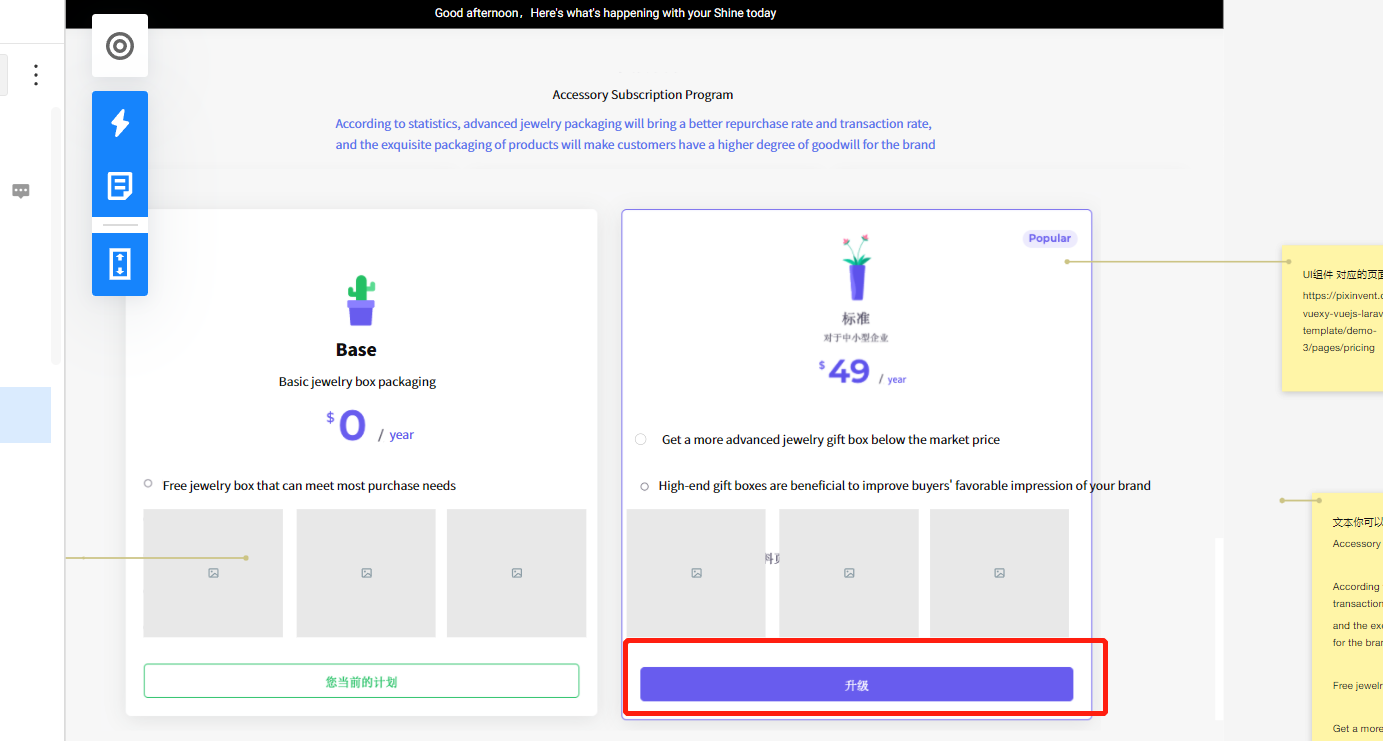 Good afternoon，Here's what's happening with your Shine today
Accessory Subscription Program
According to statistics, advanced jewelry packaging will bring a better repurchase rate and transaction rate,
and the exquisite packaging of products will make customers have a higher degree of goodwill for the brand
Base
Basic jewelry box packaging
$0 / year
Free jewelry box that can meet most purchase needs
您当前的计划
Popular
标准
对于中小型企业
$49 / year
Get a more advanced jewelry gift box below the market price
High-end gift boxes are beneficial to improve buyers' favorable impression of your brand
升级
UI组件 对应的页
https://pixinvent.
vuexy-vuejs-larav
template/demo-
3/pages/pricing
文本你可以
Accessory
According
transaction
and the ex
for the bra
Free jewel
Get a more